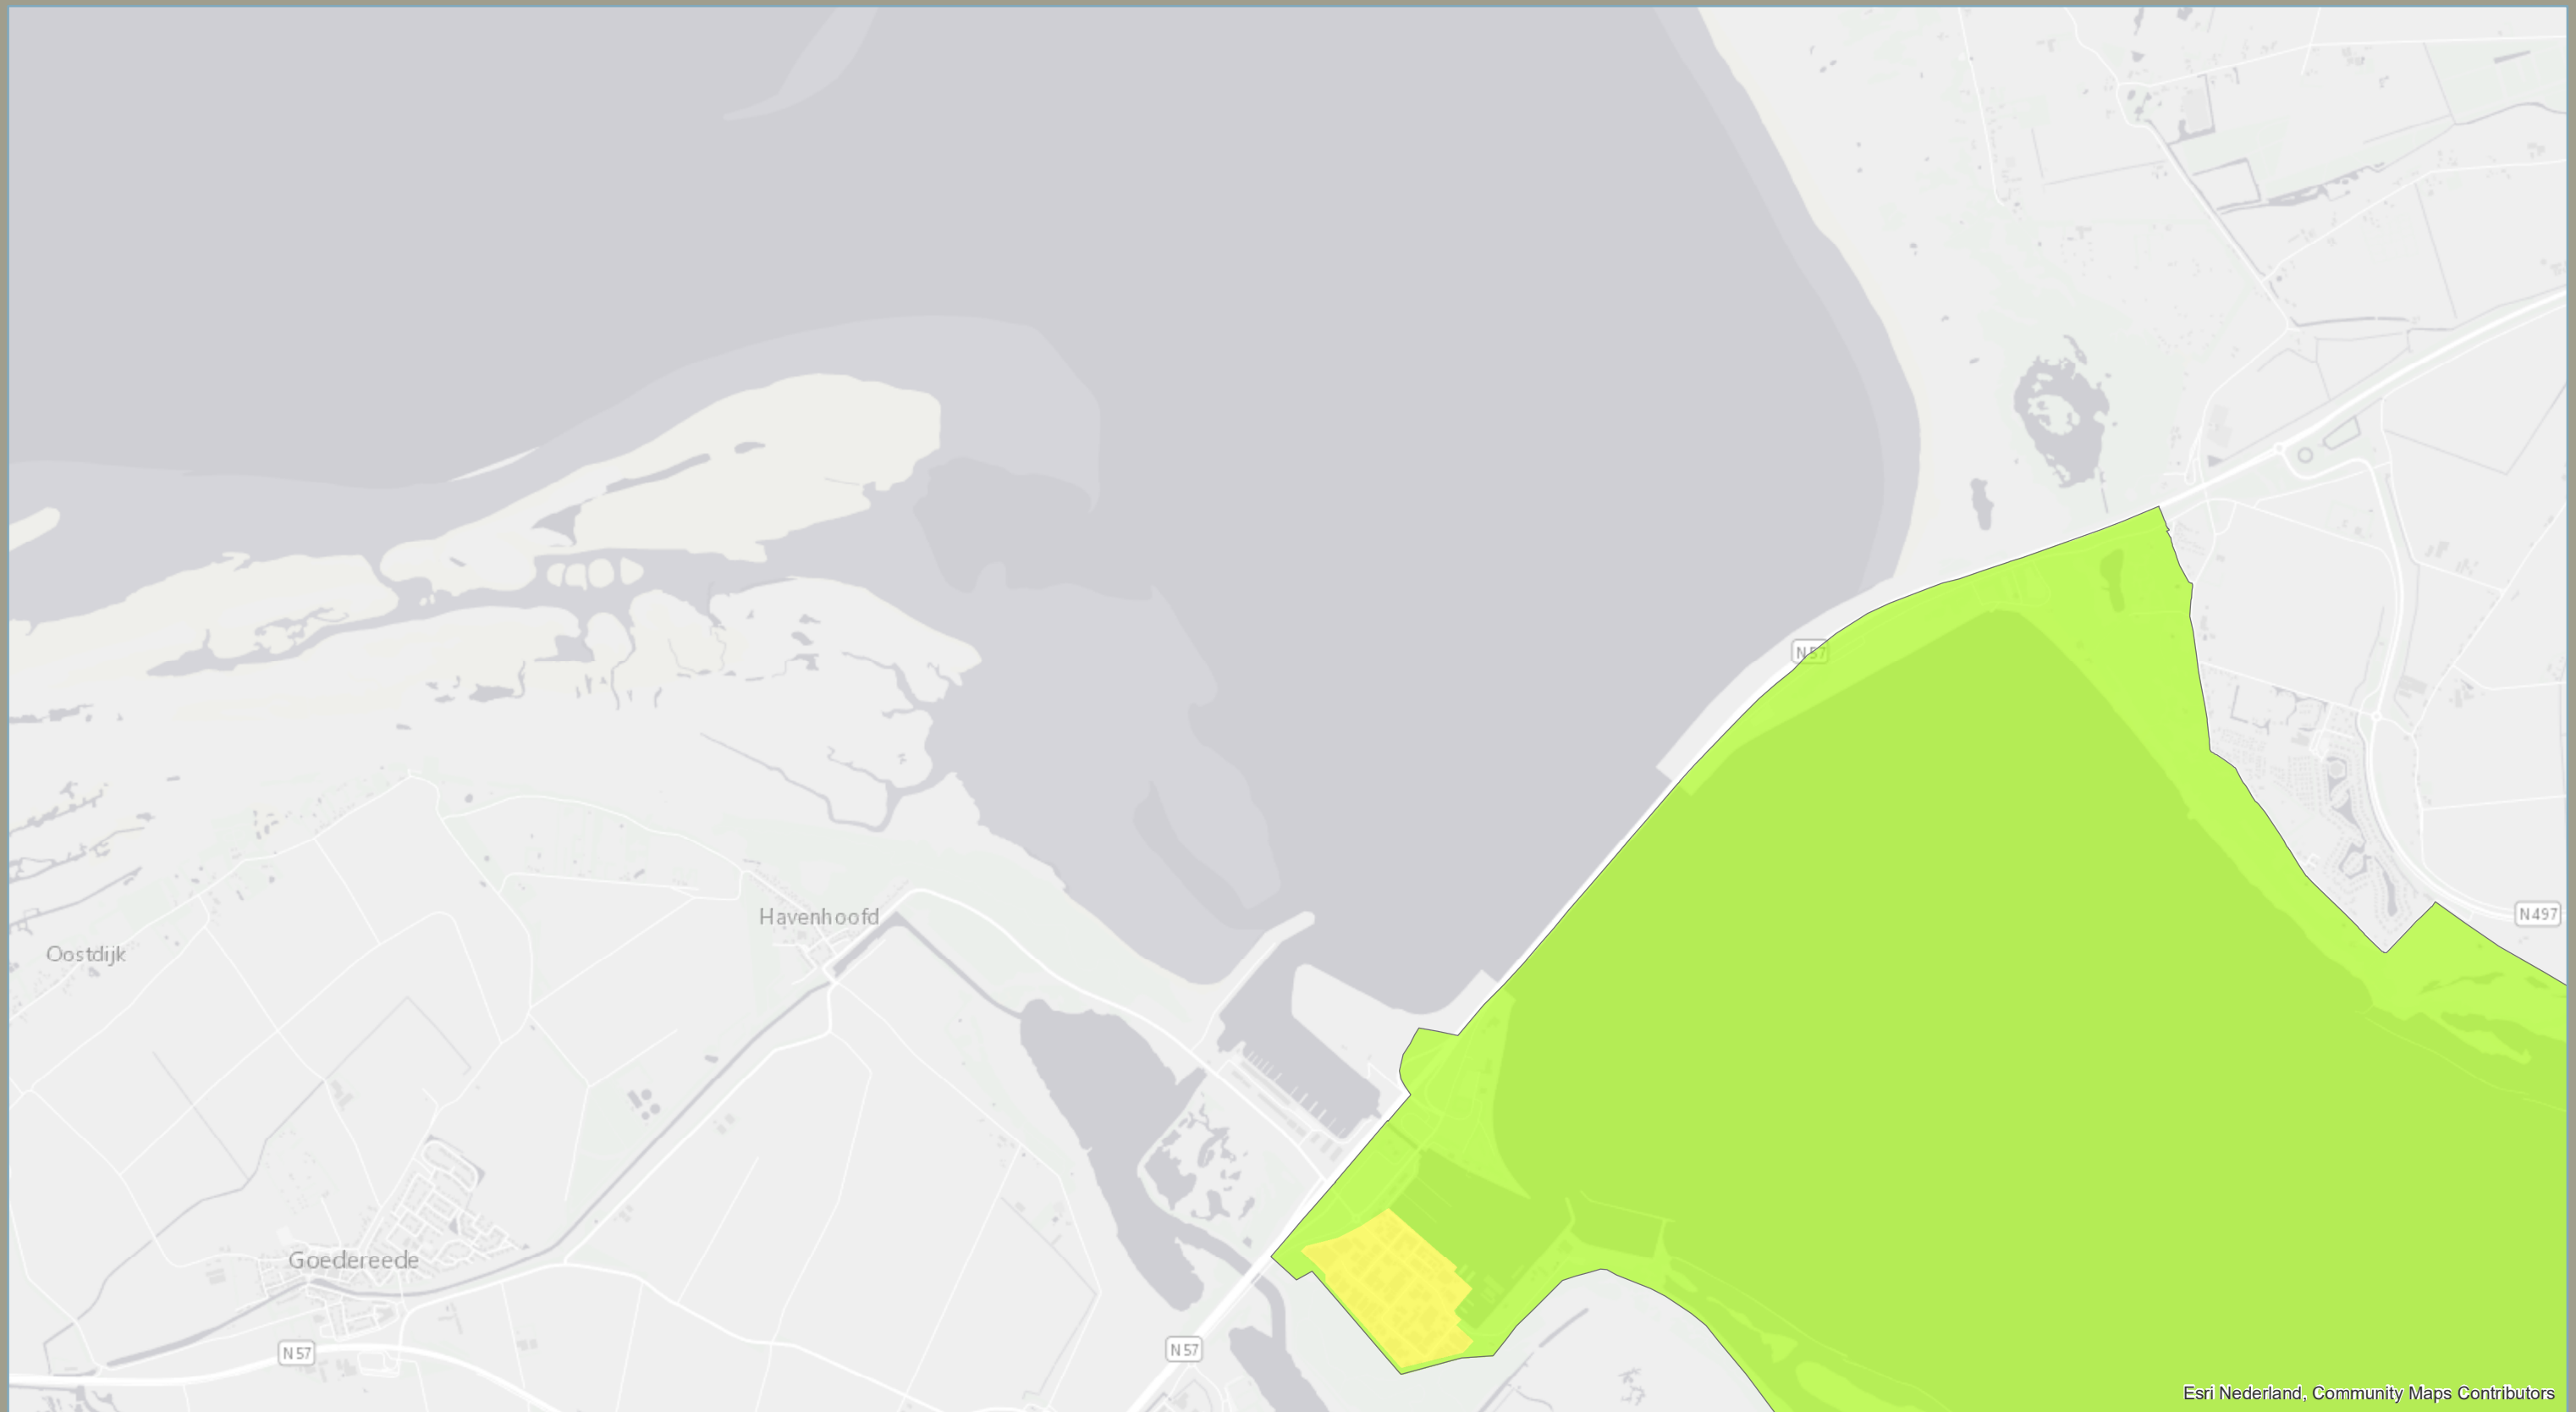 N57
Havenhoofd
N497
Oostdijk
Goedereede
N57
N57
Esri Nederland, Community Maps Contributors